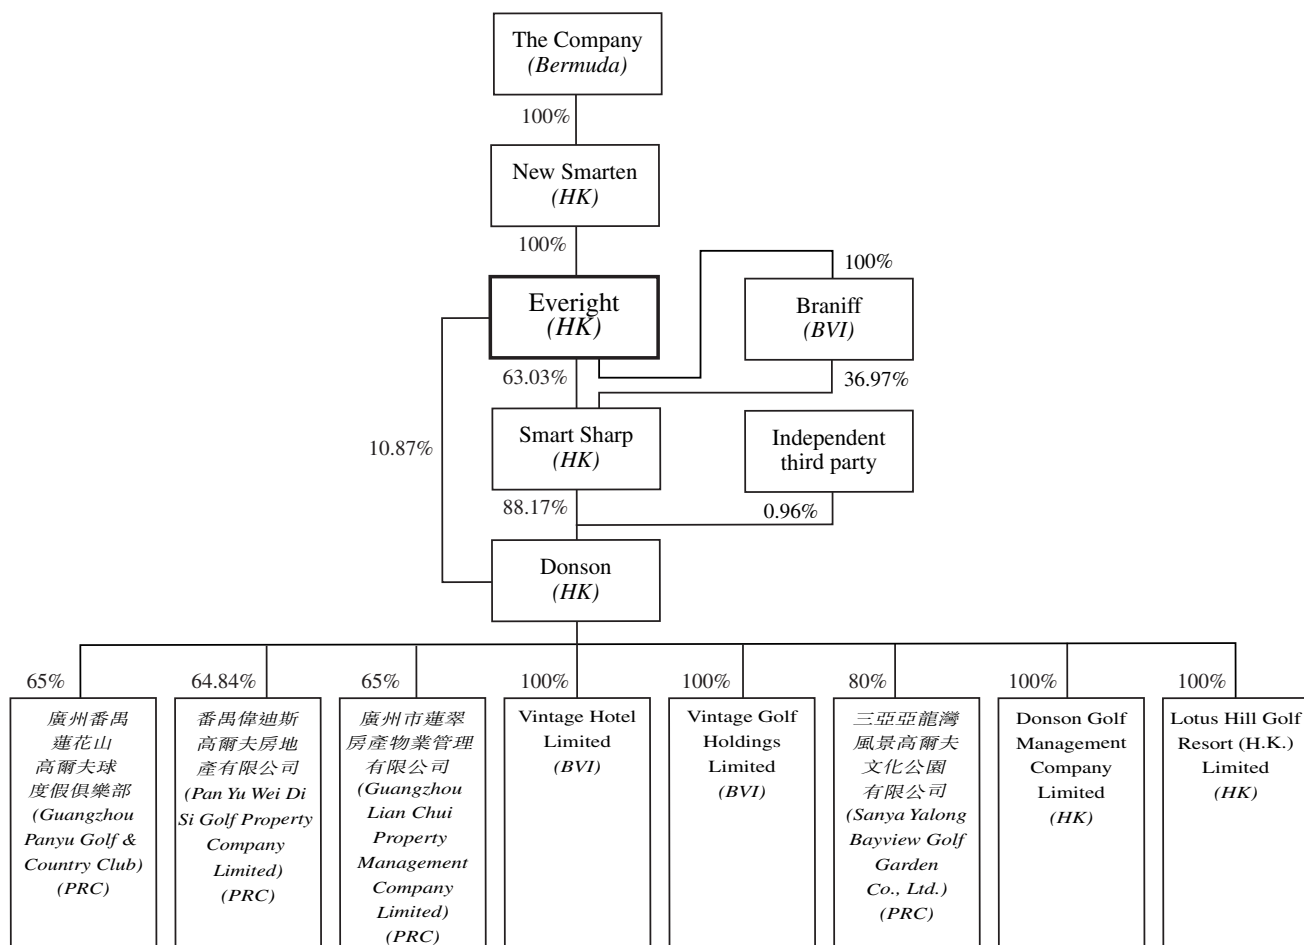 The Company
(Bermuda)
100%
New Smarten
(HK)
100%
Everight
(HK)
100%
Braniff
(BVI)
63.03%
36.97%
10.87%
Smart Sharp
(HK)
Independent
third party
88.17%
0.96%
Donson
(HK)
65%
廣州番禺
蓮花山
高爾夫球
度假俱樂部
(Guangzhou
Panyu Golf &
Country Club)
(PRC)
64.84%
番禺偉迪斯
高爾夫房地
產有限公司
(Pan Yu Wei Di
Si Golf Property
Company
Limited)
(PRC)
65%
廣州市蓮翠
房產物業管理
有限公司
(Guangzhou
Lian Chui
Property
Management
Company
Limited)
(PRC)
100%
Vintage Hotel
Limited
(BVI)
100%
Vintage Golf
Holdings
Limited
(BVI)
80%
三亞亞龍灣
風景高爾夫
文化公園
有限公司
(Sanya Yalong
Bayview Golf
Garden
Co., Ltd.)
(PRC)
100%
Donson Golf
Management
Company
Limited
(HK)
100%
Lotus Hill Golf
Resort (H.K.)
Limited
(HK)